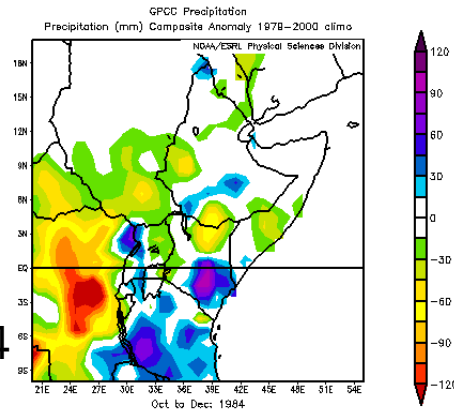 GPCC Precipitation
Precipitation (mm) Composite Anomaly 1979-2000 climo
NOAA/ESRL Physical Sciences Division
18N
15N
12N
9N
6N
3N
EQ
3S
6S
9S
21E 24E 27E 30E 33E 36E 39E 42E 45E 48E 51E 54E
Oct to Dec: 1984
120
90
60
30
0
-30
-60
-90
-120
4